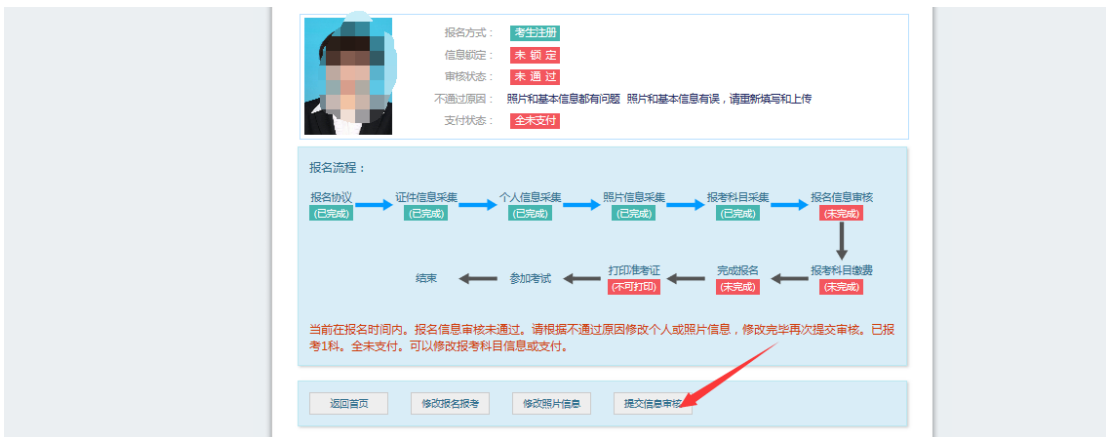 报名方式： 考生注册
信息锁定： 未 锁 定
审核状态： 未 通 过
不通过原因： 照片和基本信息都有问题 照片和基本信息有误，请重新填写和上传
支付状态： 全未支付
报名流程：
报名协议 证件信息采集 个人信息采集 照片信息采集 报考科目采集 报名信息审核
(已完成) (已完成) (已完成) (已完成) (已完成) (未完成)
结束 参加考试 打印准考证 完成报名 报考科目缴费
(不可打印) (未完成) (未完成)
当前在报名时间内。报名信息审核未通过。请根据不通过原因修改个人或照片信息，修改完毕再次提交审核。已报
考1科。全未支付。可以修改报考科目信息或支付。
返回首页 修改报名报考 修改照片信息 提交信息审核